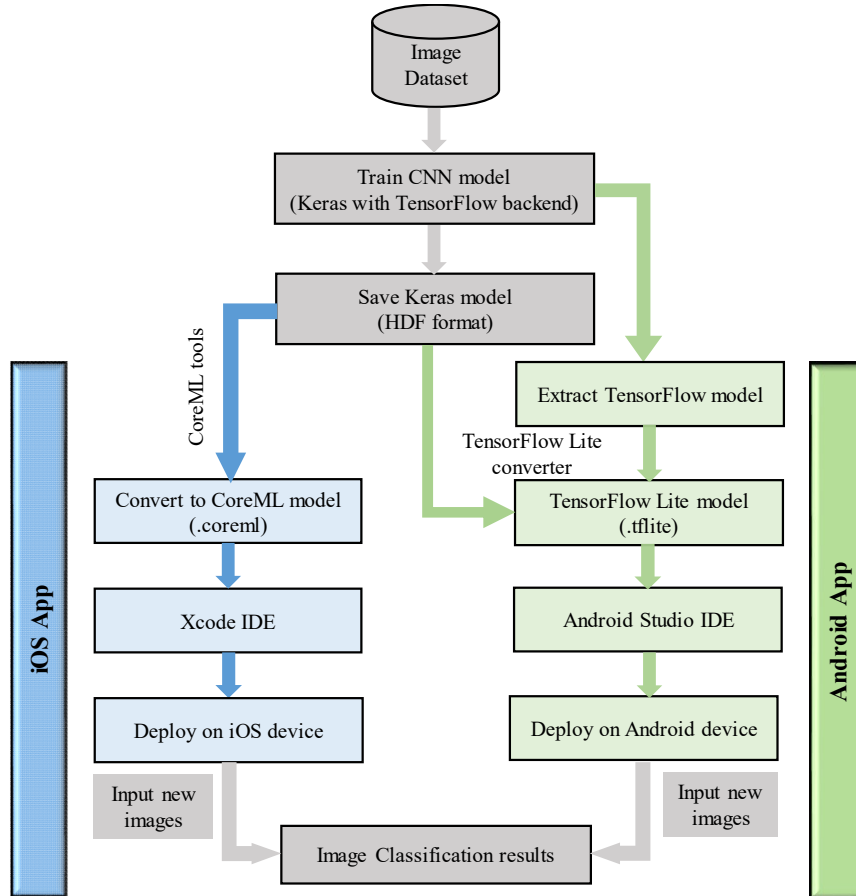 Image
Dataset
Train CNN model
(Keras with TensorFlow backend)
Save Keras model
(HDF format)
CoreML tools
Extract TensorFlow model
TensorFlow Lite
converter
Convert to CoreML model
(.coreml)
TensorFlow Lite model
(.tflite)
iOS App
Xcode IDE
Android Studio IDE
Android App
Deploy on iOS device
Deploy on Android device
Input new
images
Input new
images
Image Classification results